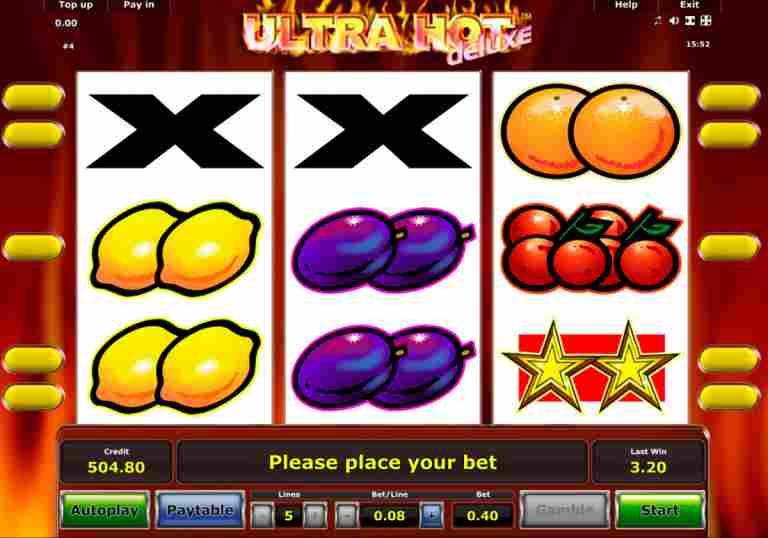 Top up
Pay in
ULTRA HOT™
deluxe
Help
Exit
0.00
#4
15:52
Credit
504.80
Please place your bet
Last Win
3.20
Autoplay
Paytable
Lines
- 5 +
Bet/Line
- 0.08 +
Bet
0.40
Gamble
Start